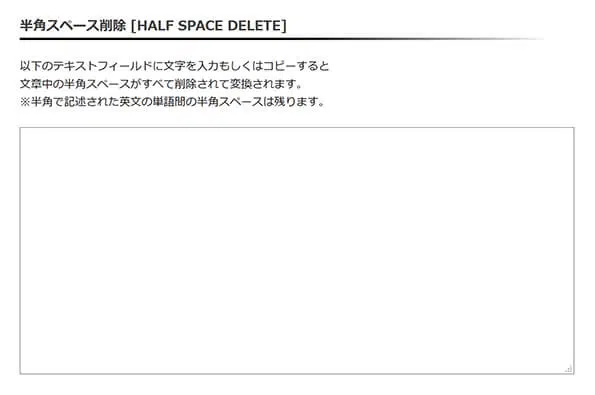 半角スペース削除 [HALF SPACE DELETE]
以下のテキストフィールドに文字を入力もしくはコピーすると
文章中の半角スペースがすべて削除されて変換されます。
※半角で記述された英文の単語間の半角スペースは残ります。